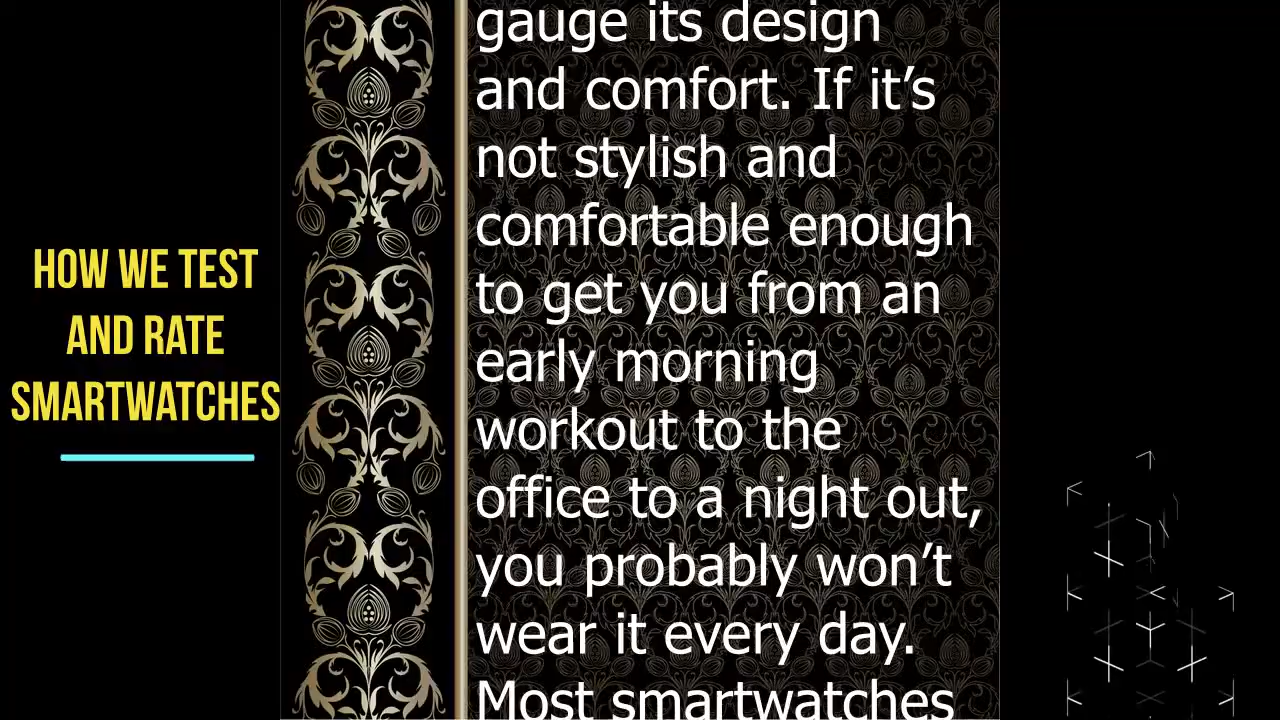 HOW WE TEST
AND RATE
SMARTWATCHES
gauge its design
and comfort. If it’s
not stylish and
comfortable enough
to get you from an
early morning
workout to the
office to a night out,
you probably won’t
wear it every day.
Most smartwatches